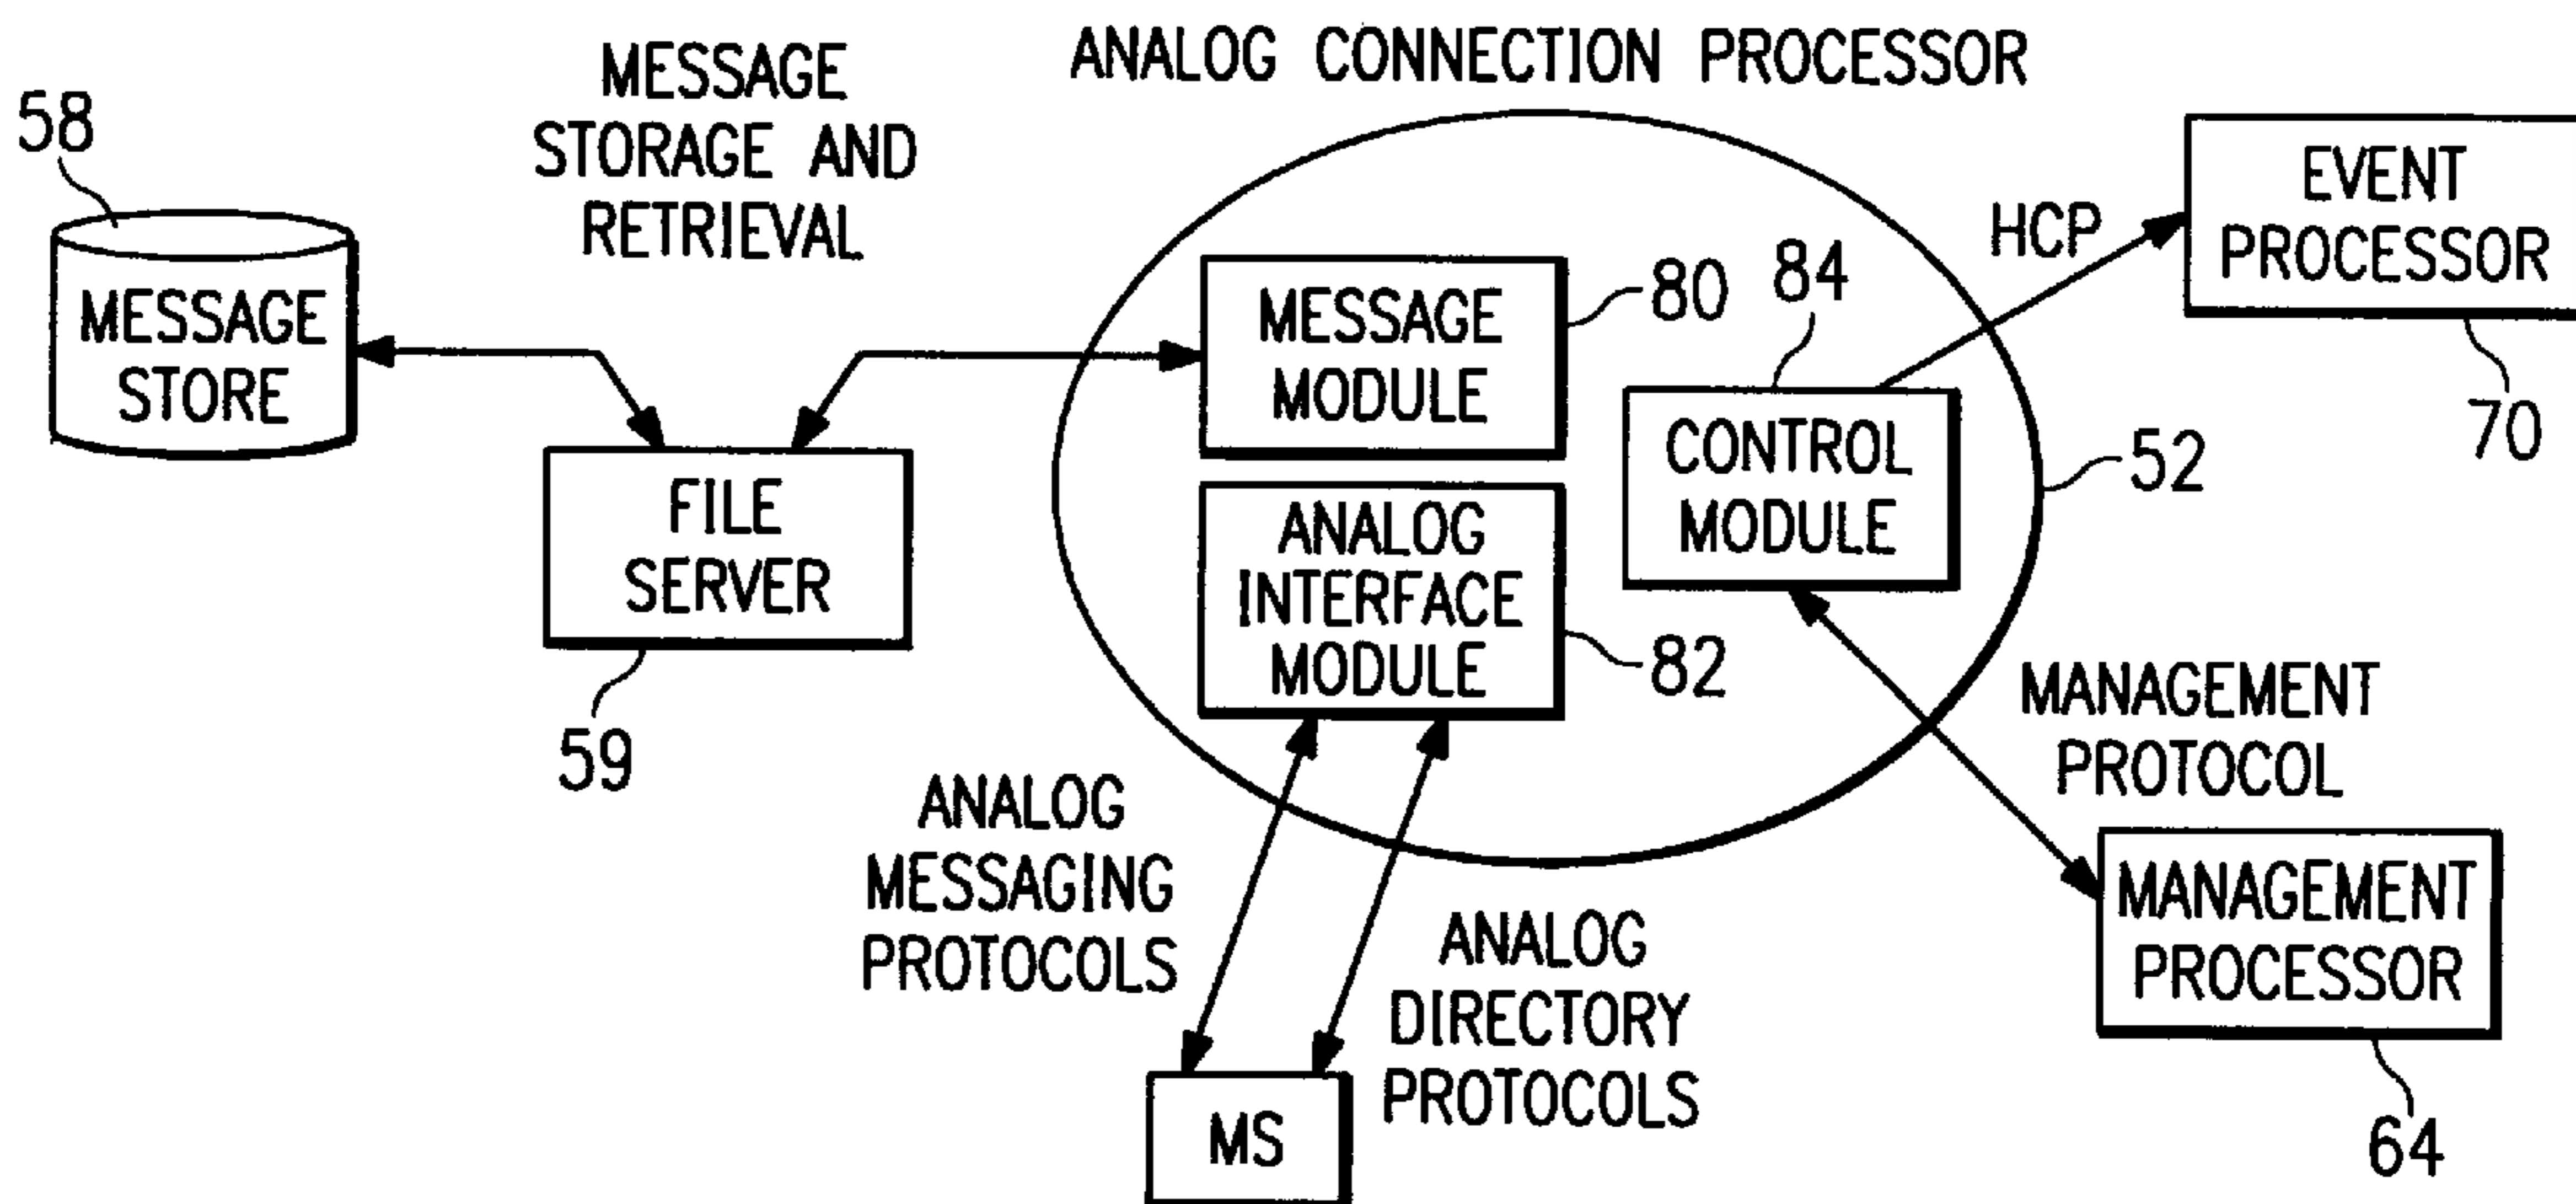 ANALOG CONNECTION PROCESSOR
MESSAGE
STORAGE AND
RETRIEVAL
58
MESSAGE
STORE
FILE
SERVER
59
MESSAGE
MODULE
80
ANALOG
INTERFACE
MODULE
82
84
CONTROL
MODULE
52
HCP
EVENT
PROCESSOR
70
MANAGEMENT
PROTOCOL
MANAGEMENT
PROCESSOR
64
ANALOG
MESSAGING
PROTOCOLS
ANALOG
DIRECTORY
PROTOCOLS
MS